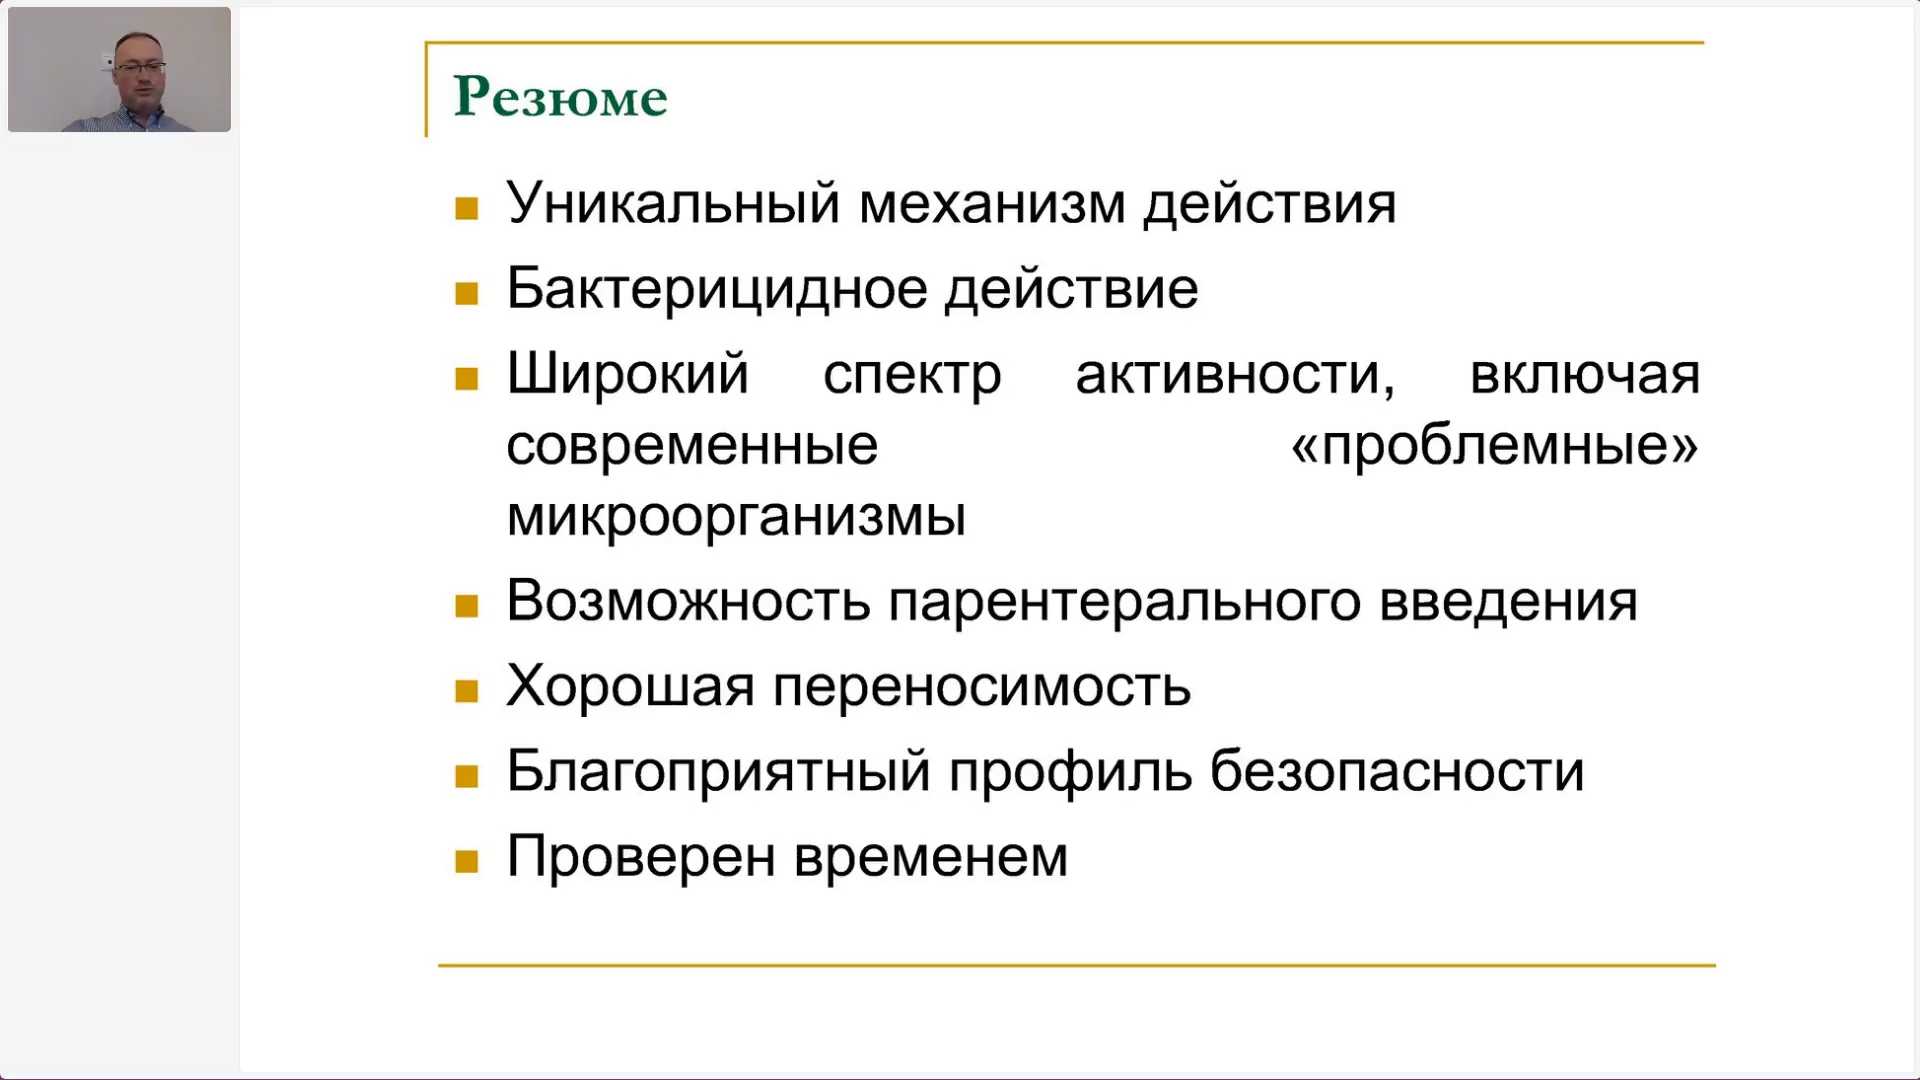 Резюме
Уникальный механизм действия
Бактерицидное действие
Широкий спектр активности, включая
современные «проблемные»
микроорганизмы
Возможность парентерального введения
Хорошая переносимость
Благоприятный профиль безопасности
Проверен временем